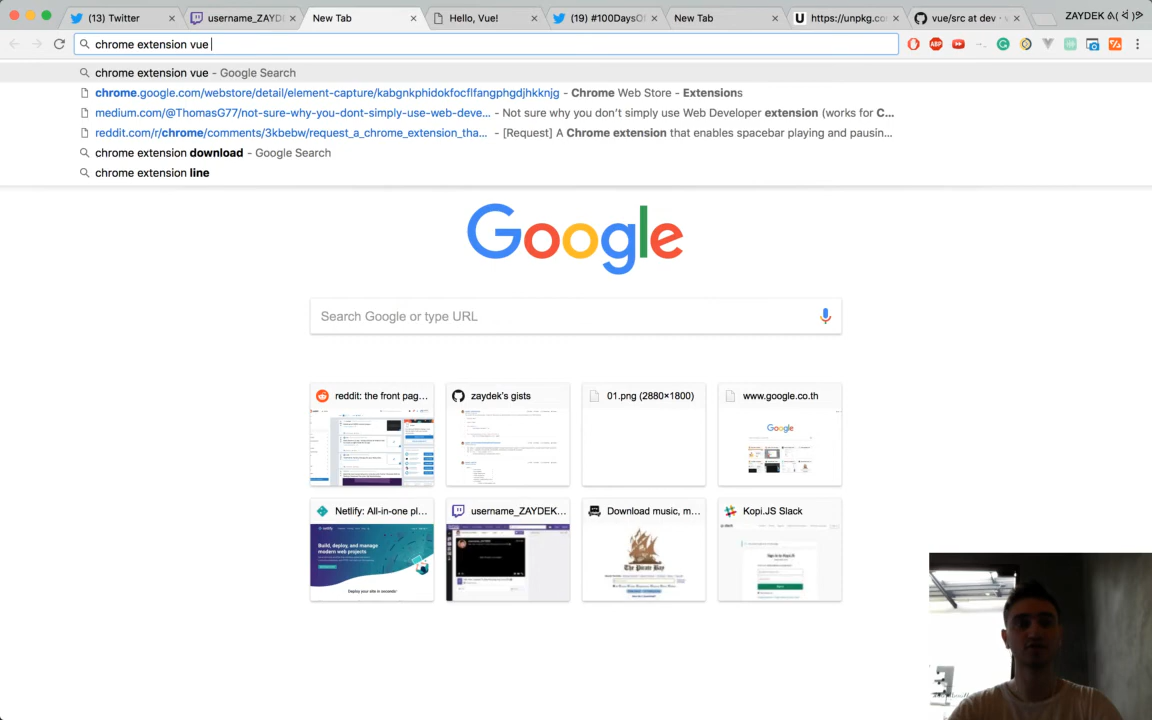 (13) Twitter
username_ZAYD
New Tab
Hello, Vue!
(19) #100DaysO
New Tab
https://unpkg.co
vue/src at dev ·
ZAYDEK
chrome extension vue
chrome extension vue - Google Search
chrome.google.com/webstore/detail/element-capture/kabgnkphidokfocflfangphgdjhkknjg - Chrome Web Store - Extensions
medium.com/@ThomasG77/not-sure-why-you-dont-simply-use-web-deve... - Not sure why you don't simply use Web Developer extension (works for C...
reddit.com/r/chrome/comments/3kbebw/request_a_chrome_extension_tha... - [Request] A Chrome extension that enables spacebar playing and pausin...
chrome extension download - Google Search
chrome extension line
Google
Search Google or type URL
reddit: the front pag...
zaydek's gists
01.png (2880×1800)
www.google.co.th
Netlify: All-in-one pl...
username_ZAYDEK...
Download music, m...
Kopi.JS Slack
Build, deploy, and manage
modern web projects
Deploy your site in seconds!
The Pirate Bay